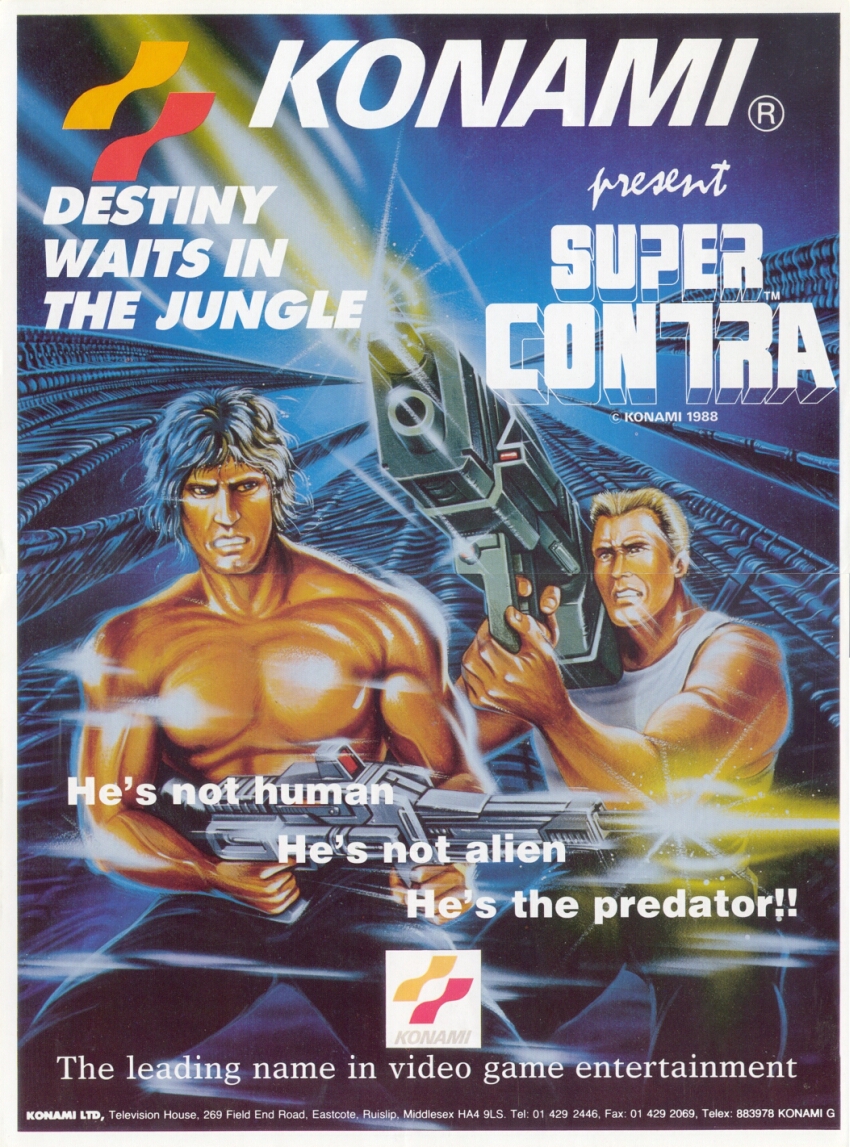 KONAMI®
present
SUPER
CONTRA™
© KONAMI 1988
DESTINY
WAITS IN
THE JUNGLE
He's not human
He's not alien
He's the predator!!
KONAMI
The leading name in video game entertainment
KONAMI LTD, Television House, 269 Field End Road, Eastcote, Ruislip, Middlesex HA4 9LS. Tel: 01 429 2446, Fax: 01 429 2069, Telex: 883978 KONAMI G